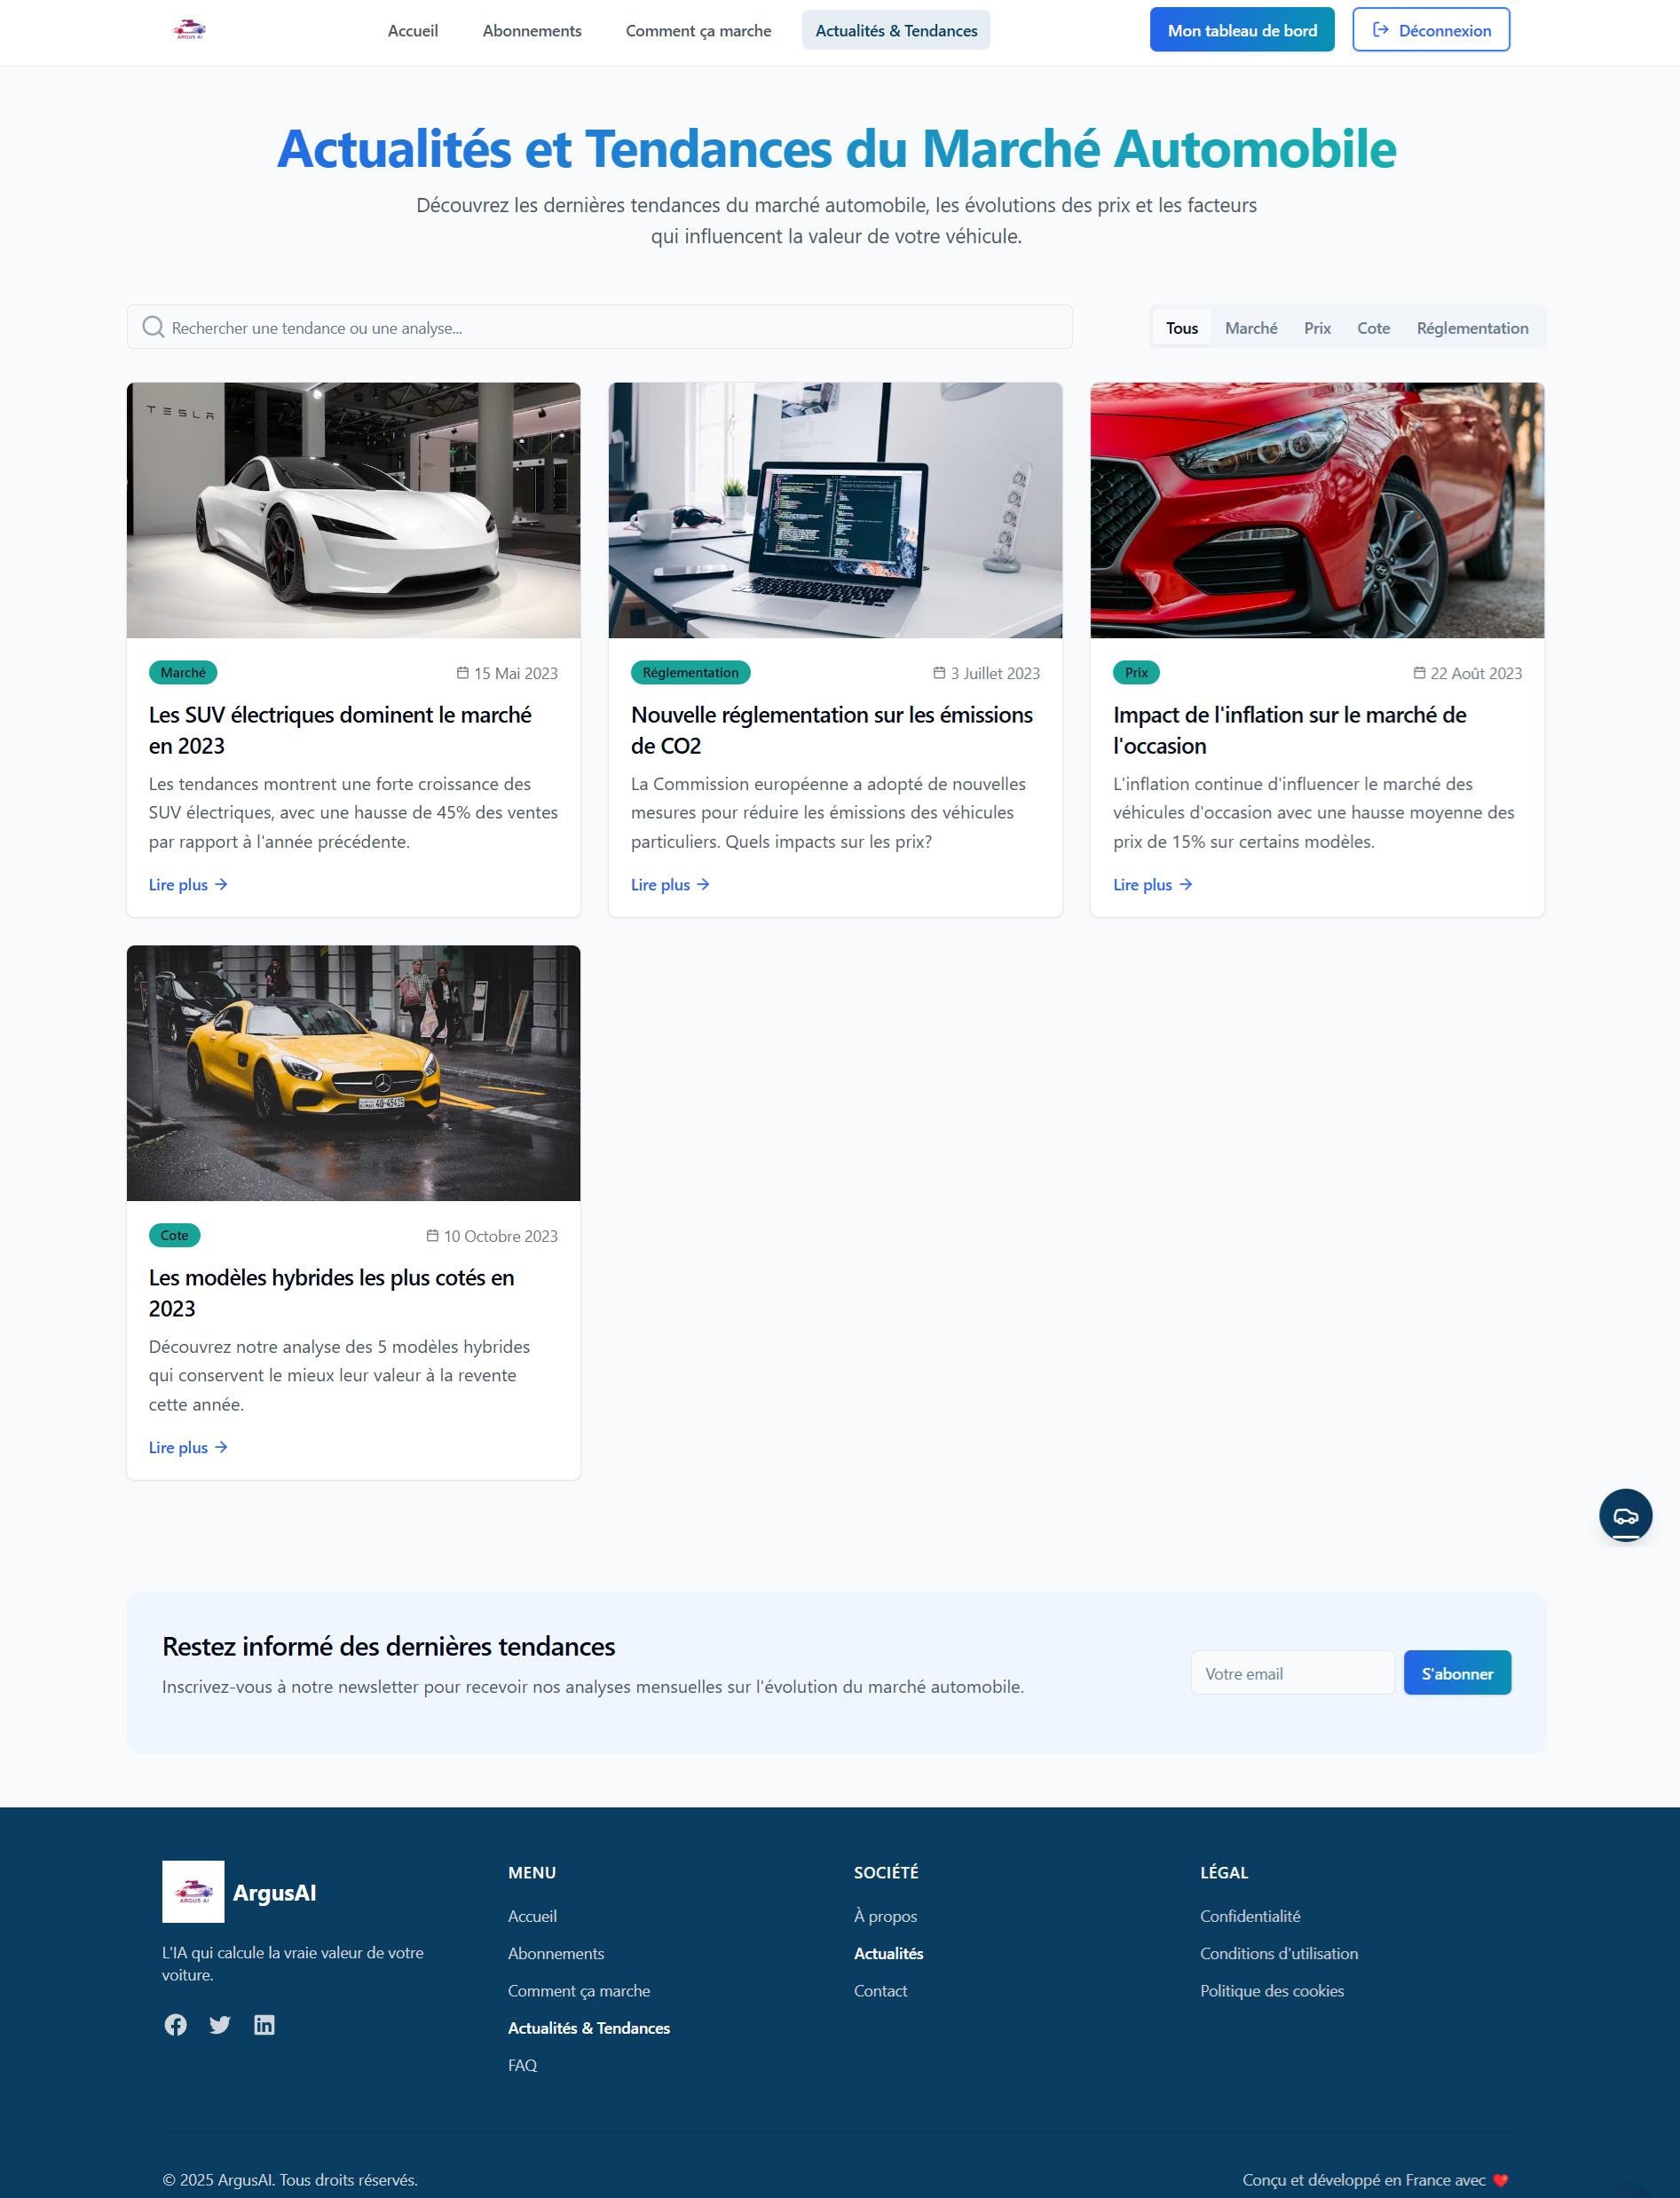 ARGUS AI
Accueil
Abonnements
Comment ça marche
Actualités & Tendances
Mon tableau de bord
Déconnexion
Actualités et Tendances du Marché Automobile
Découvrez les dernières tendances du marché automobile, les évolutions des prix et les facteurs
qui influencent la valeur de votre véhicule.
Rechercher une tendance ou une analyse...
Tous
Marché
Prix
Cote
Réglementation
TESLA
Marché
15 Mai 2023
Les SUV électriques dominent le marché
en 2023
Les tendances montrent une forte croissance des
SUV électriques, avec une hausse de 45% des ventes
par rapport à l'année précédente.
Lire plus
Réglementation
3 Juillet 2023
Nouvelle réglementation sur les émissions
de CO2
La Commission européenne a adopté de nouvelles
mesures pour réduire les émissions des véhicules
particuliers. Quels impacts sur les prix?
Lire plus
Prix
22 Août 2023
Impact de l'inflation sur le marché de
l'occasion
L'inflation continue d'influencer le marché des
véhicules d'occasion avec une hausse moyenne des
prix de 15% sur certains modèles.
Lire plus
Cote
10 Octobre 2023
Les modèles hybrides les plus cotés en
2023
Découvrez notre analyse des 5 modèles hybrides
qui conservent le mieux leur valeur à la revente
cette année.
Lire plus
Restez informé des dernières tendances
Inscrivez-vous à notre newsletter pour recevoir nos analyses mensuelles sur l'évolution du marché automobile.
Votre email
S'abonner
ARGUS AI
ArgusAI
L'IA qui calcule la vraie valeur de votre
voiture.
MENU
Accueil
Abonnements
Comment ça marche
Actualités & Tendances
FAQ
SOCIÉTÉ
À propos
Actualités
Contact
LÉGAL
Confidentialité
Conditions d'utilisation
Politique des cookies
© 2025 ArgusAI. Tous droits réservés.
Conçu et développé en France avec ❤️